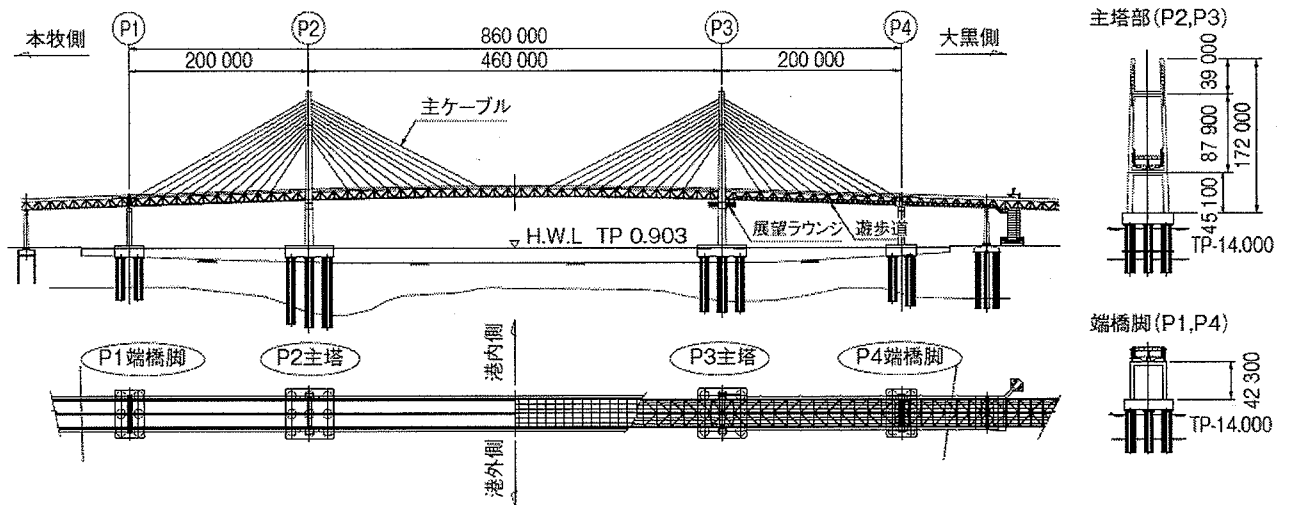 P1
P2
P3
P4
本牧側
大黒側
860 000
200 000
460 000
200 000
主ケーブル
展望ラウンジ
遊歩道
H.W.L TP 0.903
P1端橋脚
P2主塔
港内側
P3主塔
P4端橋脚
港外側
主塔部(P2,P3)
39 000
87 900
45 100
172 000
TP-14.000
端橋脚(P1,P4)
42 300
TP-14.000